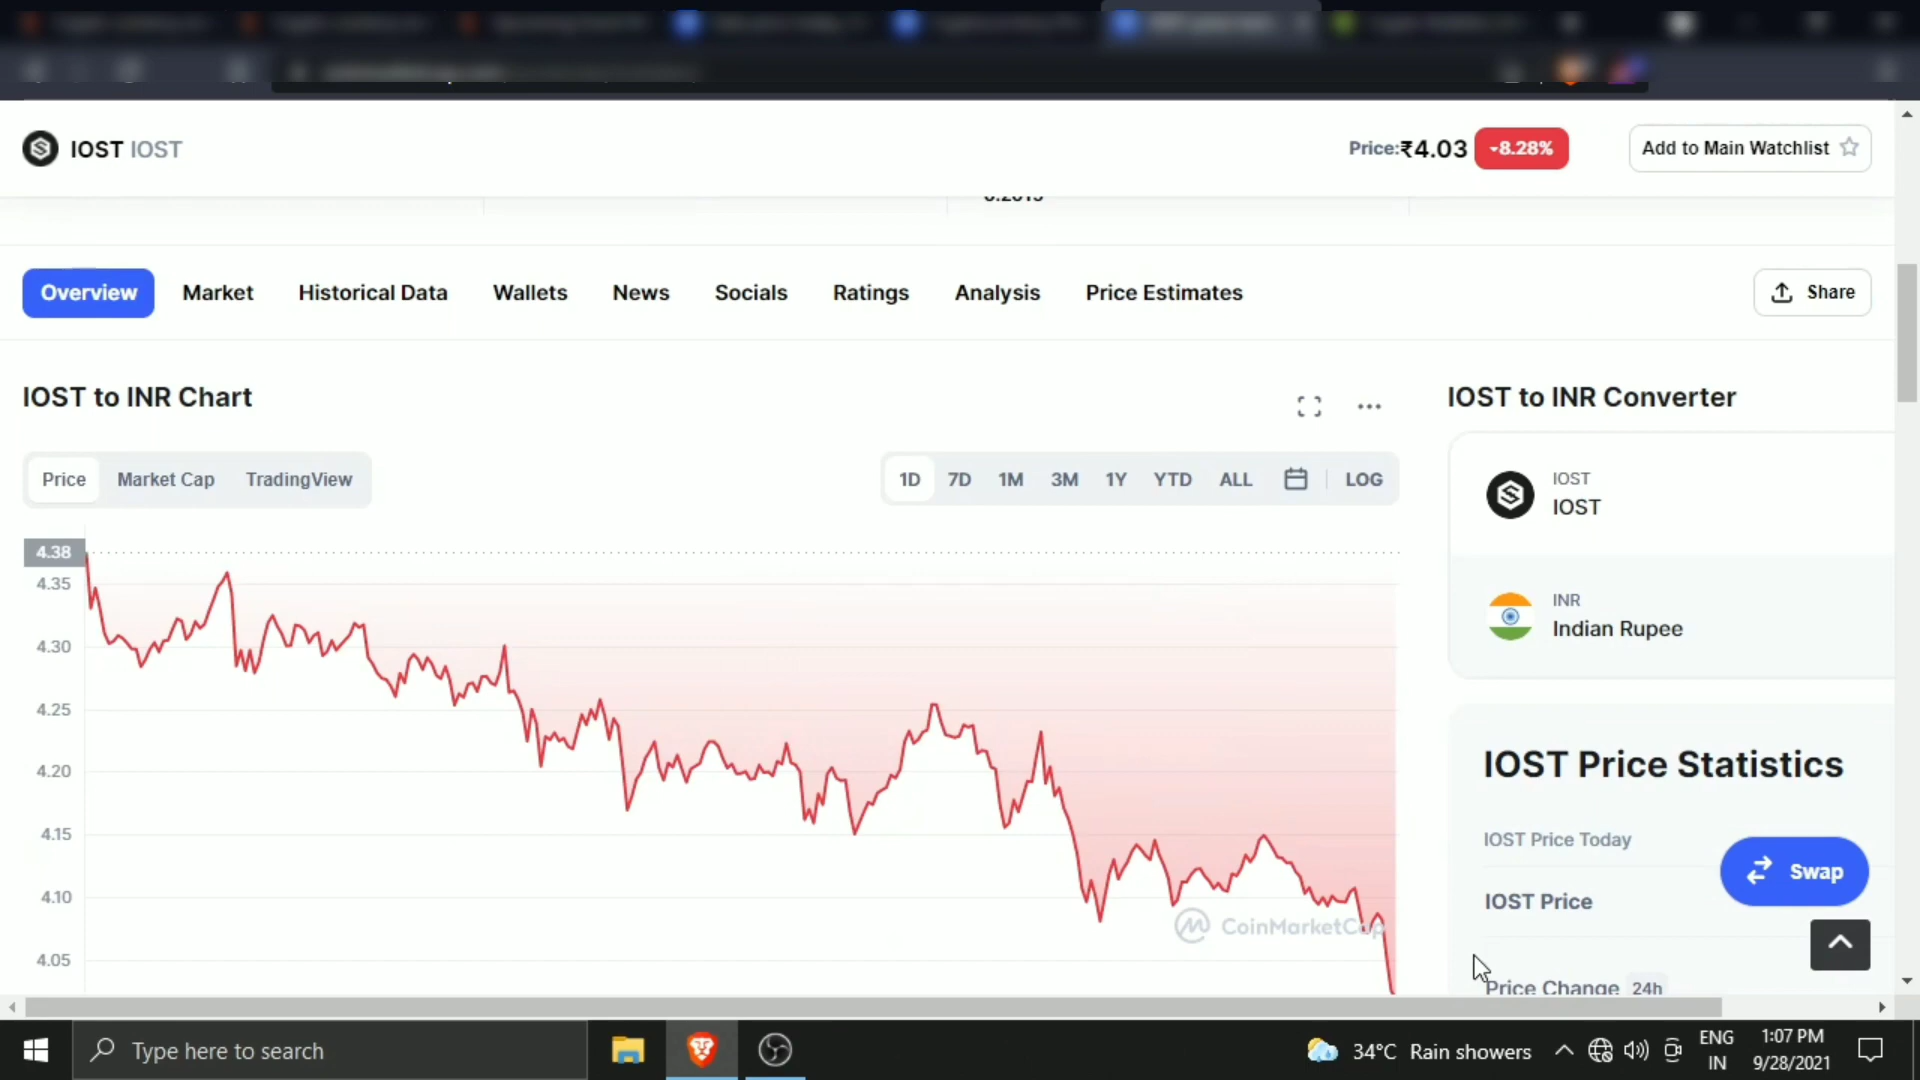 IOST IOST
Price:₹4.03 -8.28%
Add to Main Watchlist
Overview Market Historical Data Wallets News Socials Ratings Analysis Price Estimates
Share
IOST to INR Chart
IOST to INR Converter
Price Market Cap TradingView
1D 7D 1M 3M 1Y YTD ALL LOG
IOST
IOST
4.38
4.35
4.30
4.25
4.20
4.15
4.10
4.05
INR
Indian Rupee
IOST Price Statistics
IOST Price Today
Swap
IOST Price
CoinMarketCap
Price Change 24h
Type here to search
34°C Rain showers
ENG
IN
1:07 PM
9/28/2021